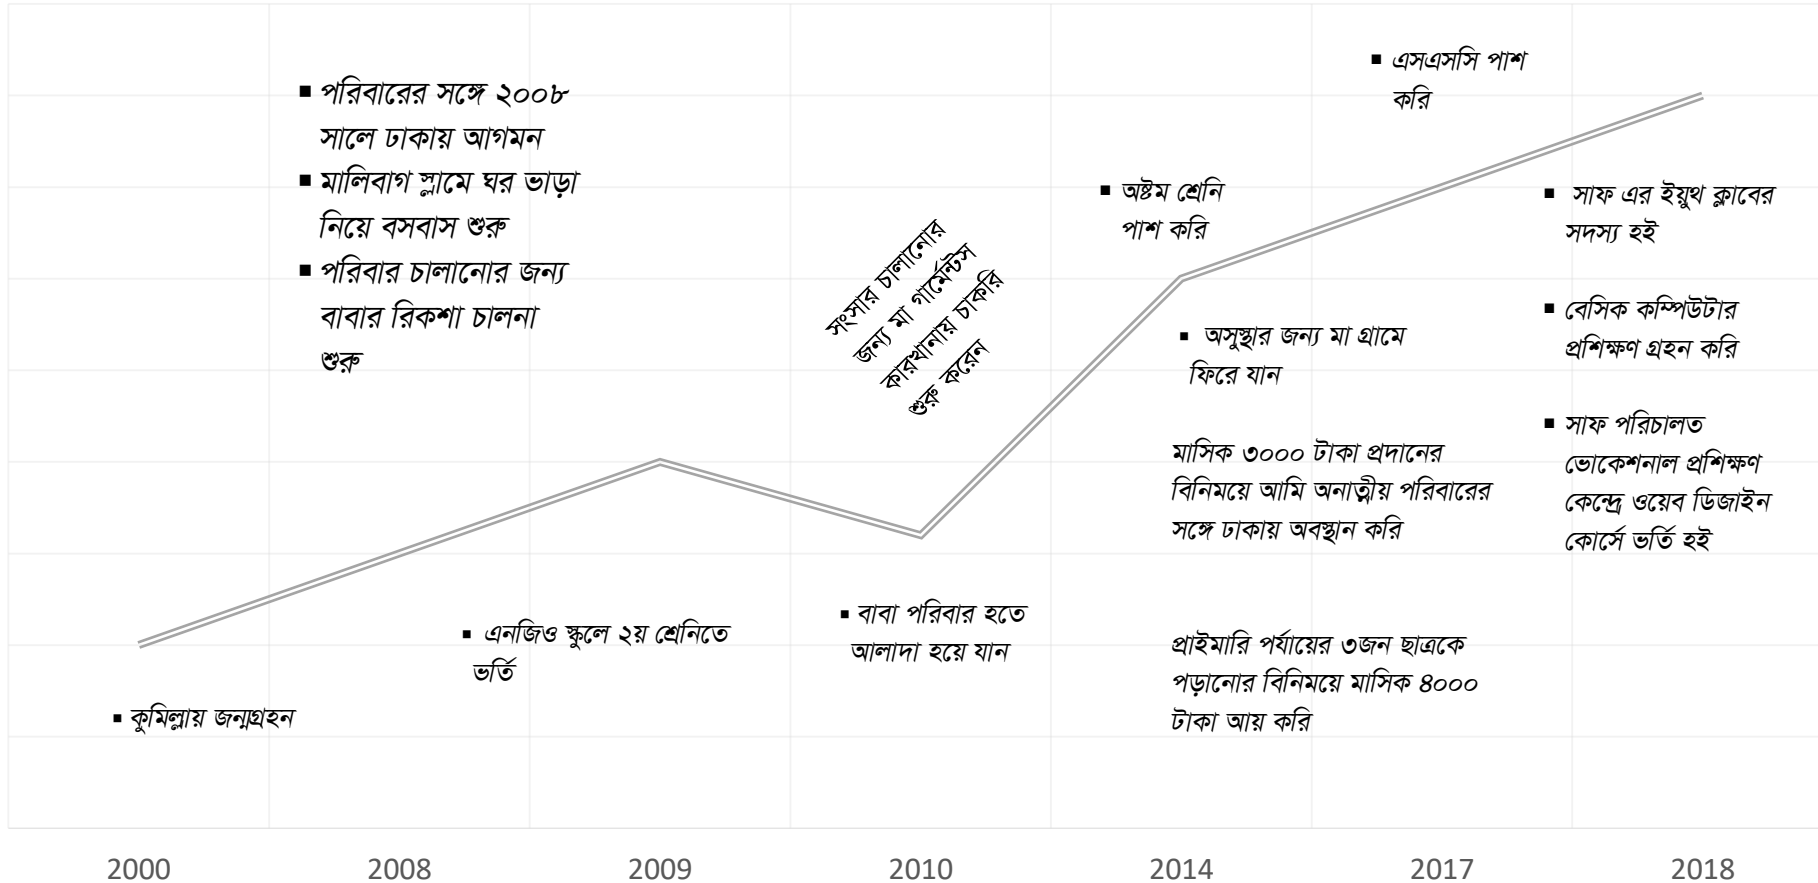 ■ পরিবারের সঙ্গে ২০০৮
সালে ঢাকায় আগমন
■ মালিবাগ স্লামে ঘর ভাড়া
নিয়ে বসবাস শুরু
■ পরিবার চালানোর জন্য
বাবার রিকশা চালনা
শুরু
■ এসএসসি পাশ
করি
■ অষ্টম শ্রেনি
পাশ করি
সংসার চালানোর
জন্য মা গার্মেন্টস
কারখানায় চাকরি
শুরু করেন
■ অসুস্থার জন্য মা গ্রামে
ফিরে যান
মাসিক ৩০০০ টাকা প্রদানের
বিনিময়ে আমি অনাত্নীয় পরিবারের
সঙ্গে ঢাকায় অবস্থান করি
প্রাইমারি পর্যায়ের ৩জন ছাত্রকে
পড়ানোর বিনিময়ে মাসিক ৪০০০
টাকা আয় করি
■ সাফ এর ইয়ুথ ক্লাবের
সদস্য হই
■ বেসিক কম্পিউটার
প্রশিক্ষণ গ্রহন করি
■ সাফ পরিচালত
ভোকেশনাল প্রশিক্ষণ
কেন্দ্রে ওয়েব ডিজাইন
কোর্সে ভর্তি হই
■ বাবা পরিবার হতে
আলাদা হয়ে যান
■ এনজিও স্কুলে ২য় শ্রেনিতে
ভর্তি
■ কুমিল্লায় জন্মগ্রহন
2000 2008 2009 2010 2014 2017 2018